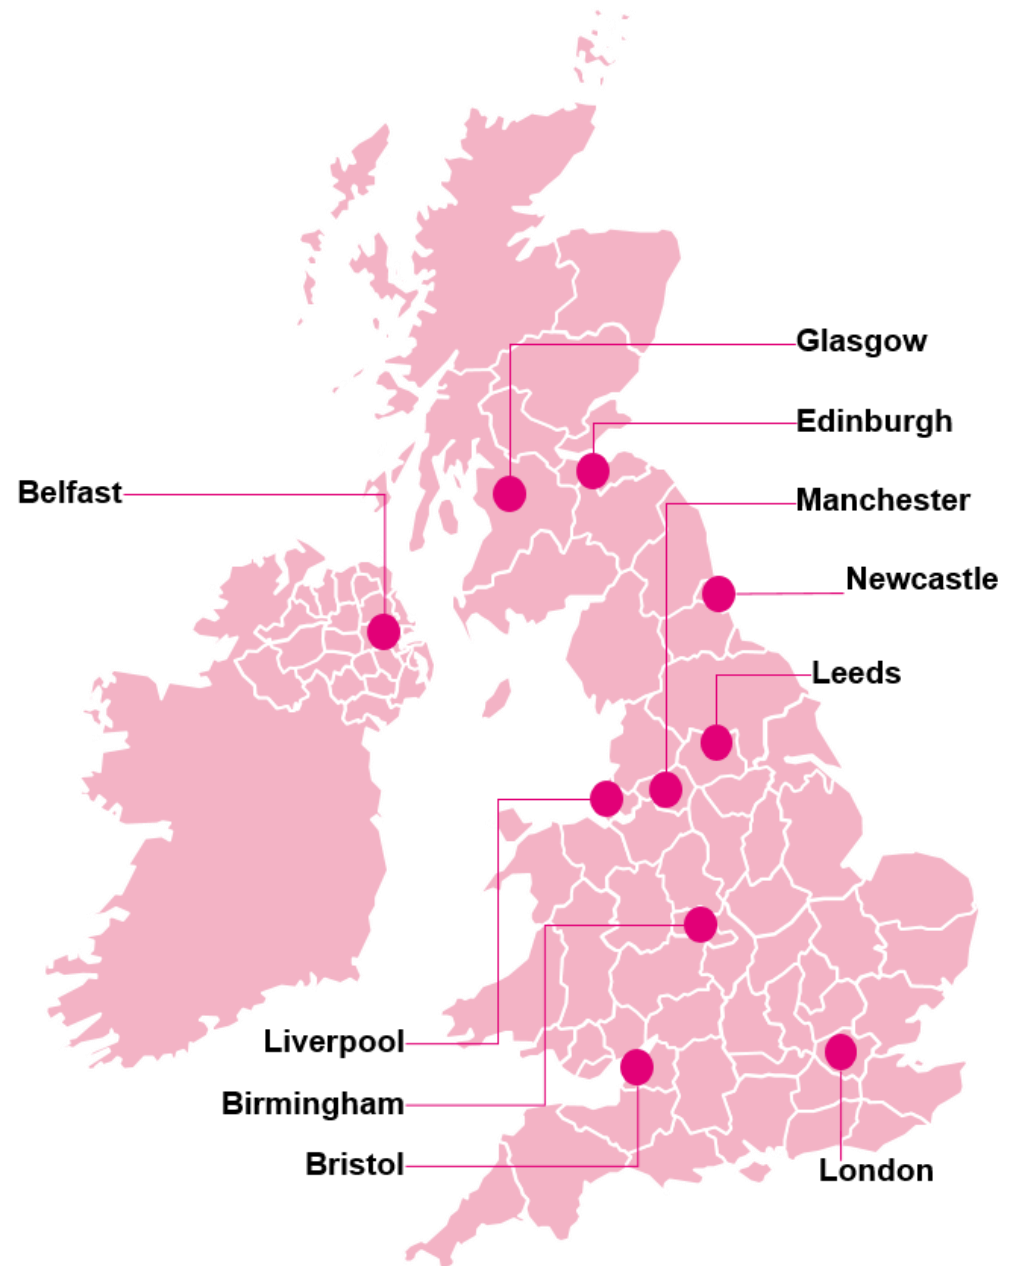 Glasgow
Edinburgh
Belfast
Manchester
Newcastle
Leeds
Liverpool
Birmingham
Bristol
London